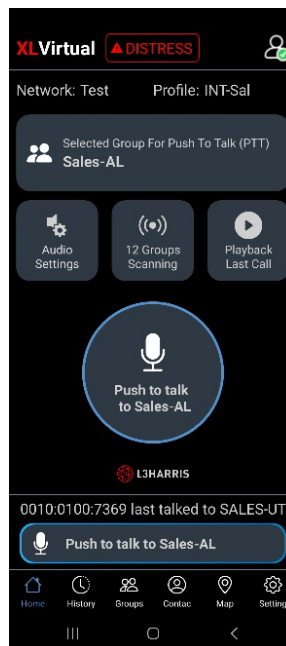 XLVirtual DISTRESS
Network: Test Profile: INT-Sal
Selected Group For Push To Talk (PTT)
Sales-AL
Audio
Settings
12 Groups
Scanning
Playback
Last Call
Push to talk
to Sales-AL
L3HARRIS
0010:0100:7369 last talked to SALES-UT
Push to talk to Sales-AL
Home History Groups Contac Map Setting